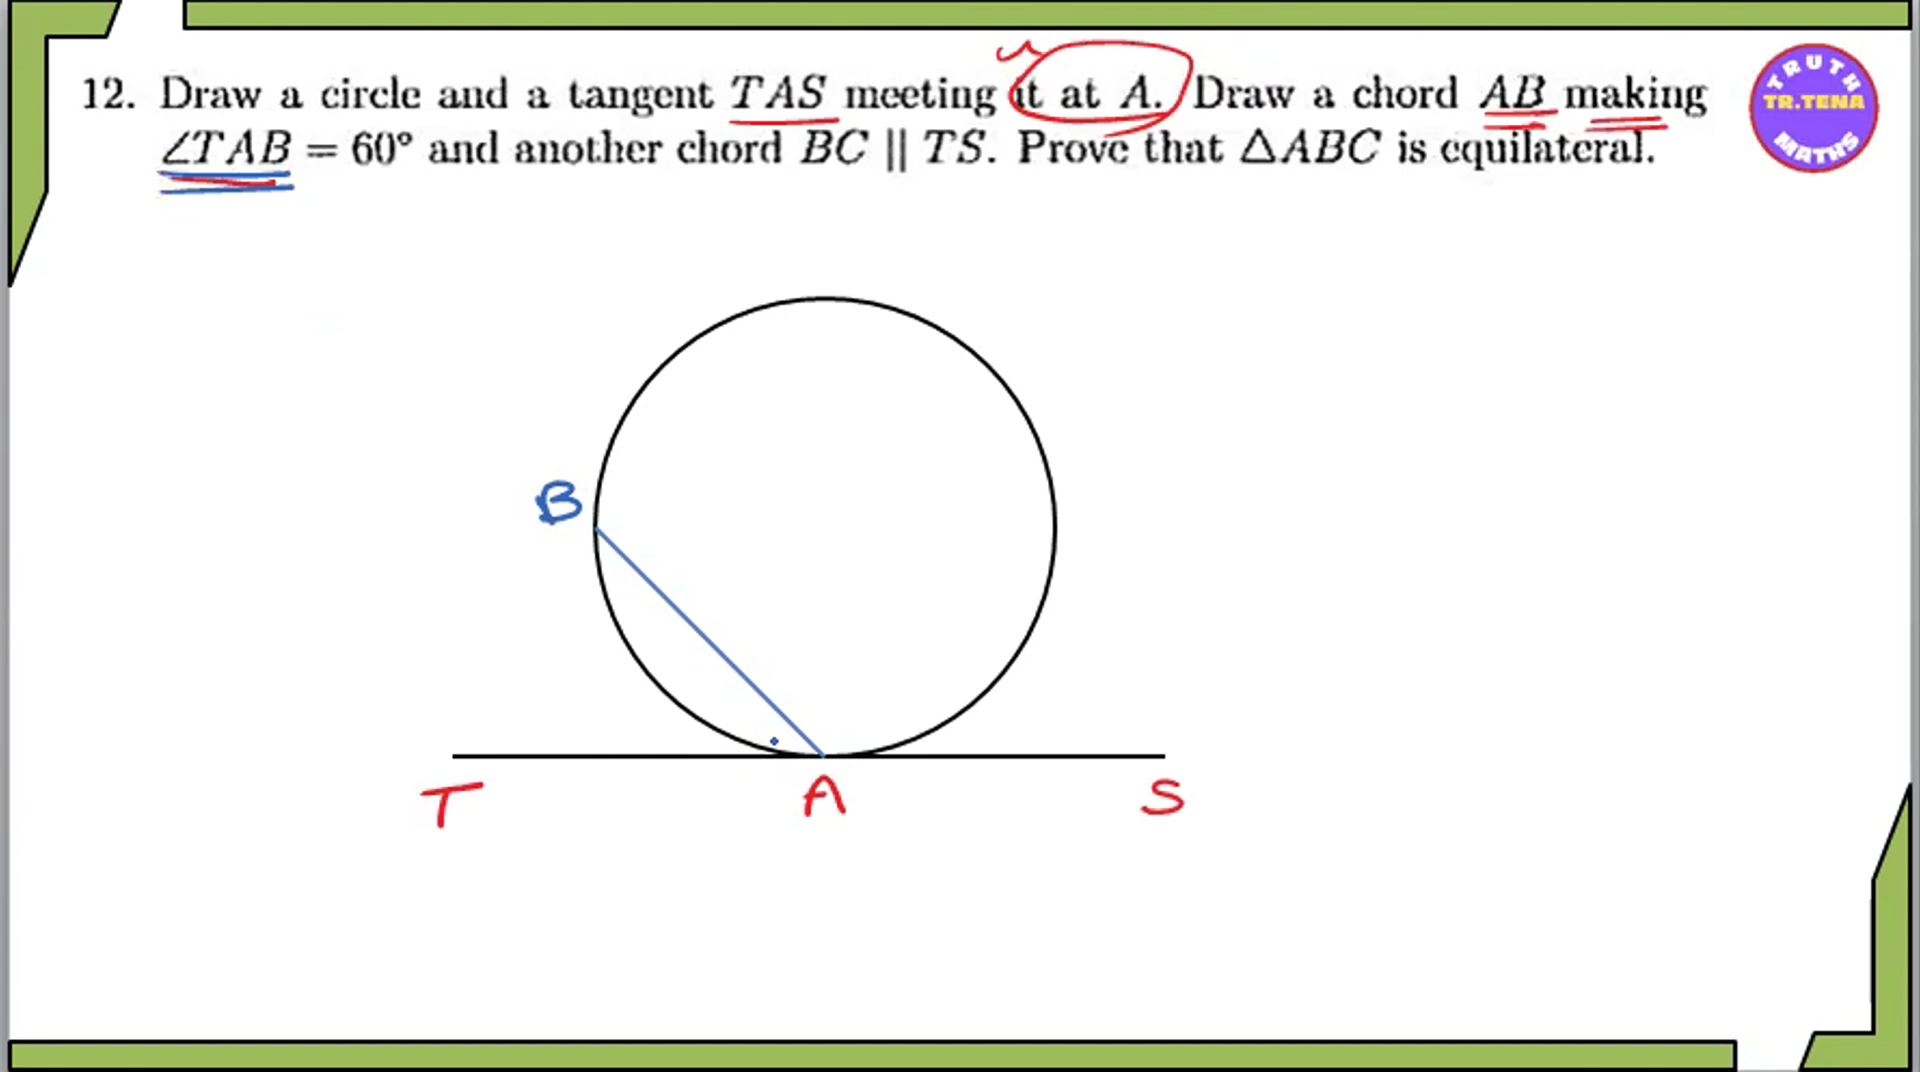 12. Draw a circle and a tangent TAS meeting it at A. Draw a chord AB making
∠TAB = 60° and another chord BC || TS. Prove that △ABC is equilateral.
TRUTH
TR.TENA
MATHS
B
T
A
S